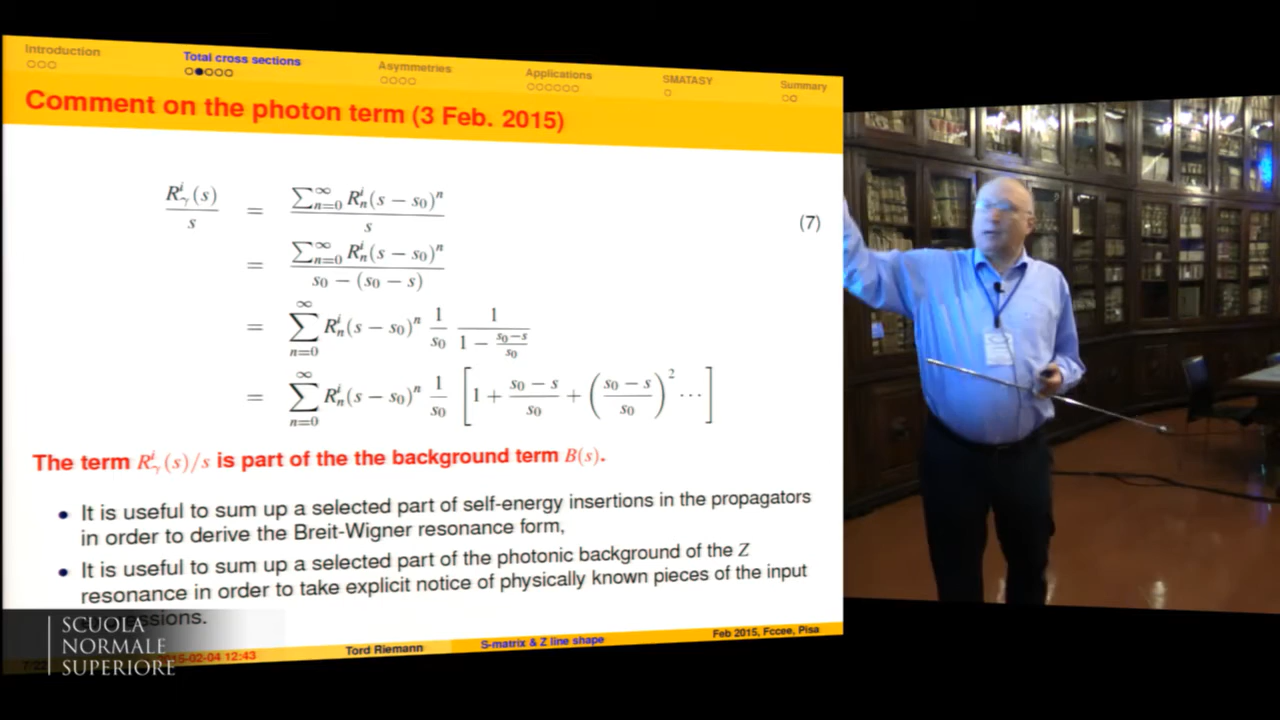 Introduction
Total cross sections
Asymmetries
Applications
SMATASY
Summary
Comment on the photon term (3 Feb. 2015)
R^i_γ(s)/s = ∑_{n=0}^∞ R^i_n(s − s_0)^n / s (7)
= ∑_{n=0}^∞ R^i_n(s − s_0)^n / s_0 − (s_0 − s)
= ∑_{n=0}^∞ R^i_n(s − s_0)^n 1/s_0 1/(1 − (s_0−s)/s_0)
= ∑_{n=0}^∞ R^i_n(s − s_0)^n 1/s_0 [1 + (s_0 − s)/s_0 + ((s_0 − s)/s_0)^2 ⋯]
The term R^i_γ(s)/s is part of the the background term B(s).
• It is useful to sum up a selected part of self-energy insertions in the propagators
in order to derive the Breit-Wigner resonance form,
• It is useful to sum up a selected part of the photonic background of the Z
resonance in order to take explicit notice of physically known pieces of the input
Tord Riemann
S-matrix & Z line shape
Feb 2015, Fccee, Pisa
2015-02-04 12:43
SCUOLA
NORMALE
SUPERIORE